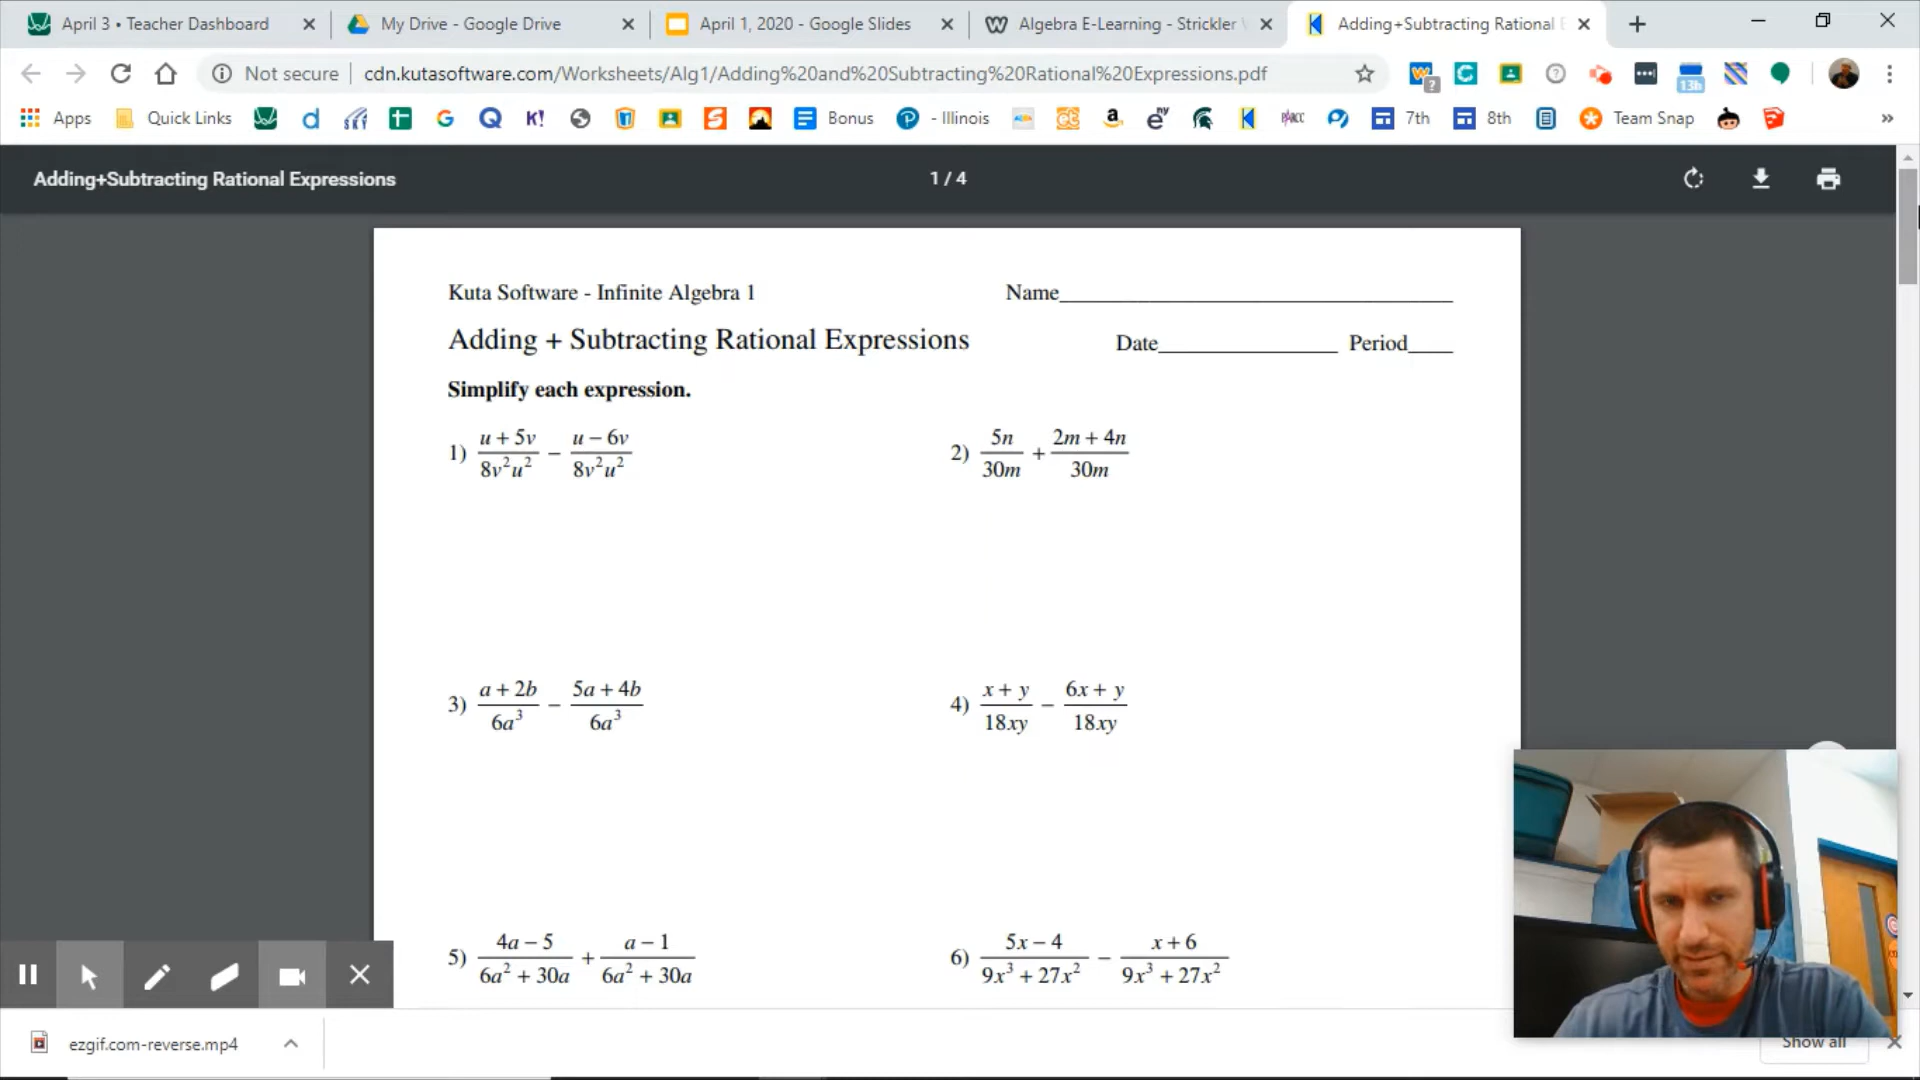 April 3 • Teacher Dashboard
My Drive - Google Drive
April 1, 2020 - Google Slides
Algebra E-Learning - Strickler
Adding+Subtracting Rational E
Not secure
cdn.kutasoftware.com/Worksheets/Alg1/Adding%20and%20Subtracting%20Rational%20Expressions.pdf
13h
Apps
Quick Links
K!
Bonus
- Illinois
7th
8th
Team Snap
Adding+Subtracting Rational Expressions
1 / 4
Kuta Software - Infinite Algebra 1
Name
Adding + Subtracting Rational Expressions
Date Period
Simplify each expression.
1) (u + 5v)/(8v²u²) − (u − 6v)/(8v²u²)
2) 5n/(30m) + (2m + 4n)/(30m)
3) (a + 2b)/(6a³) − (5a + 4b)/(6a³)
4) (x + y)/(18xy) − (6x + y)/(18xy)
5) (4a − 5)/(6a² + 30a) + (a − 1)/(6a² + 30a)
6) (5x − 4)/(9x³ + 27x²) − (x + 6)/(9x³ + 27x²)
ezgif.com-reverse.mp4
Show all